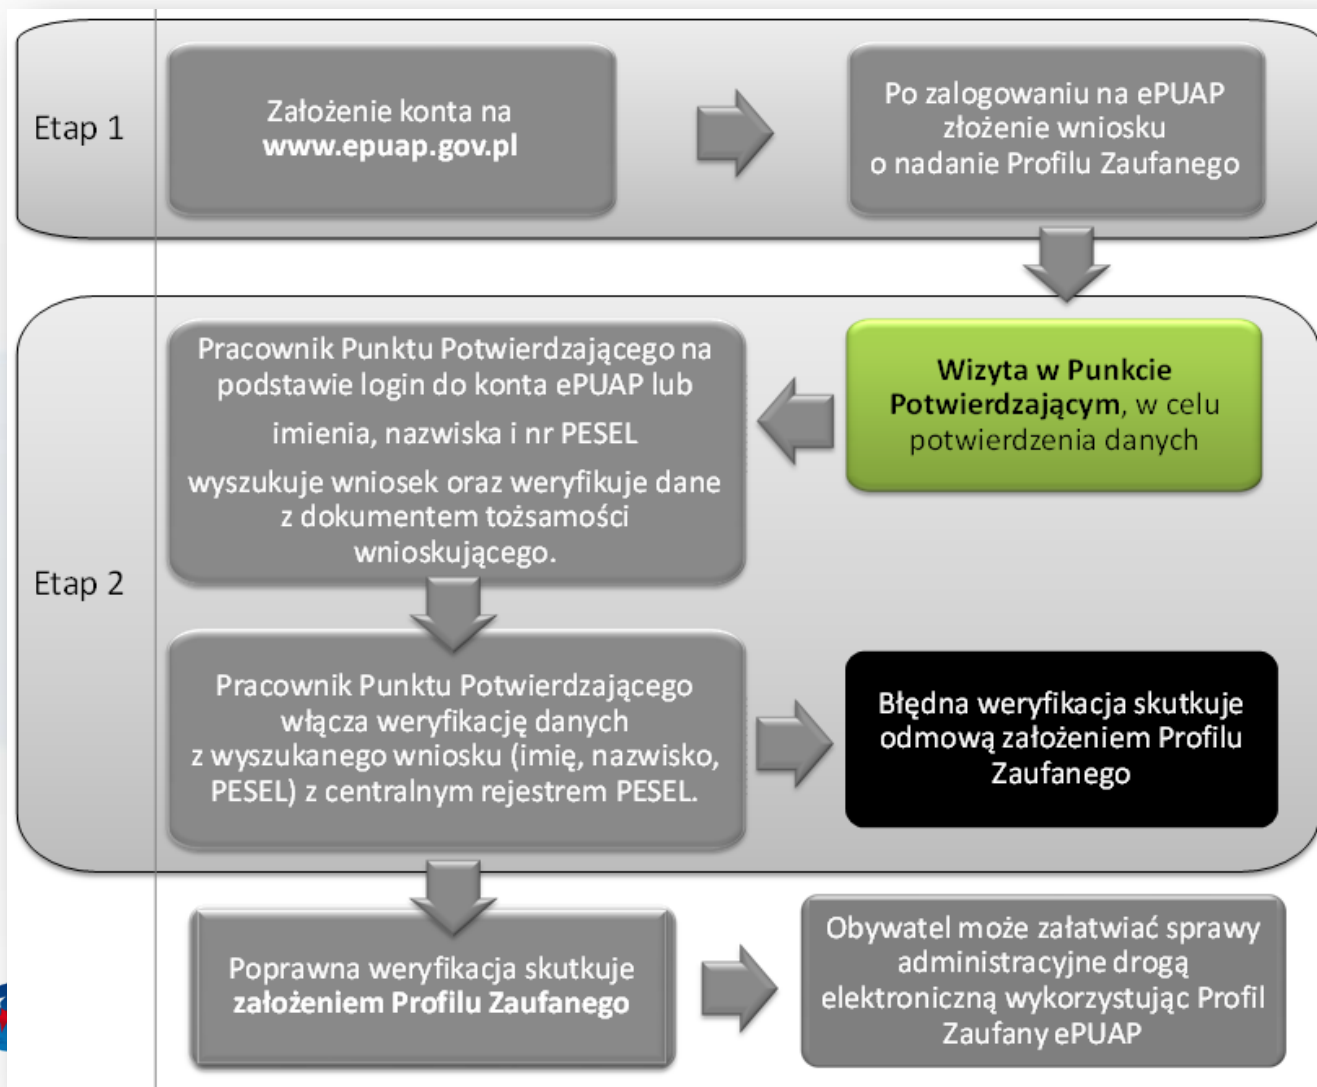 Etap 1
Założenie konta na
www.epuap.gov.pl
Po zalogowaniu na ePUAP
złożenie wniosku
o nadanie Profilu Zaufanego
Etap 2
Wizyta w Punkcie
Potwierdzającym, w celu
potwierdzenia danych
Pracownik Punktu Potwierdzającego na
podstawie login do konta ePUAP lub
imienia, nazwiska i nr PESEL
wyszukuje wniosek oraz weryfikuje dane
z dokumentem tożsamości
wnioskującego.
Pracownik Punktu Potwierdzającego
włącza weryfikację danych
z wyszukanego wniosku (imię, nazwisko,
PESEL) z centralnym rejestrem PESEL.
Błędna weryfikacja skutkuje
odmową założeniem Profilu
Zaufanego
Poprawna weryfikacja skutkuje
założeniem Profilu Zaufanego
Obywatel może załatwiać sprawy
administracyjne drogą
elektroniczną wykorzystując Profil
Zaufany ePUAP